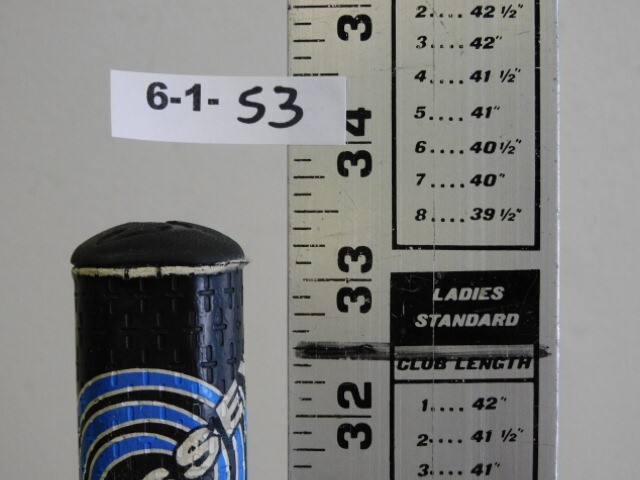 6-1- 53
3
34
33
32
2.... 42 ½"
3.... 42"
4.... 41 ½"
5.... 41"
6.... 40 ½"
7.... 40"
8.... 39 ½"
LADIES
STANDARD
CLUB LENGTH
1.... 42"
2.... 41 ½"
3.... 41"